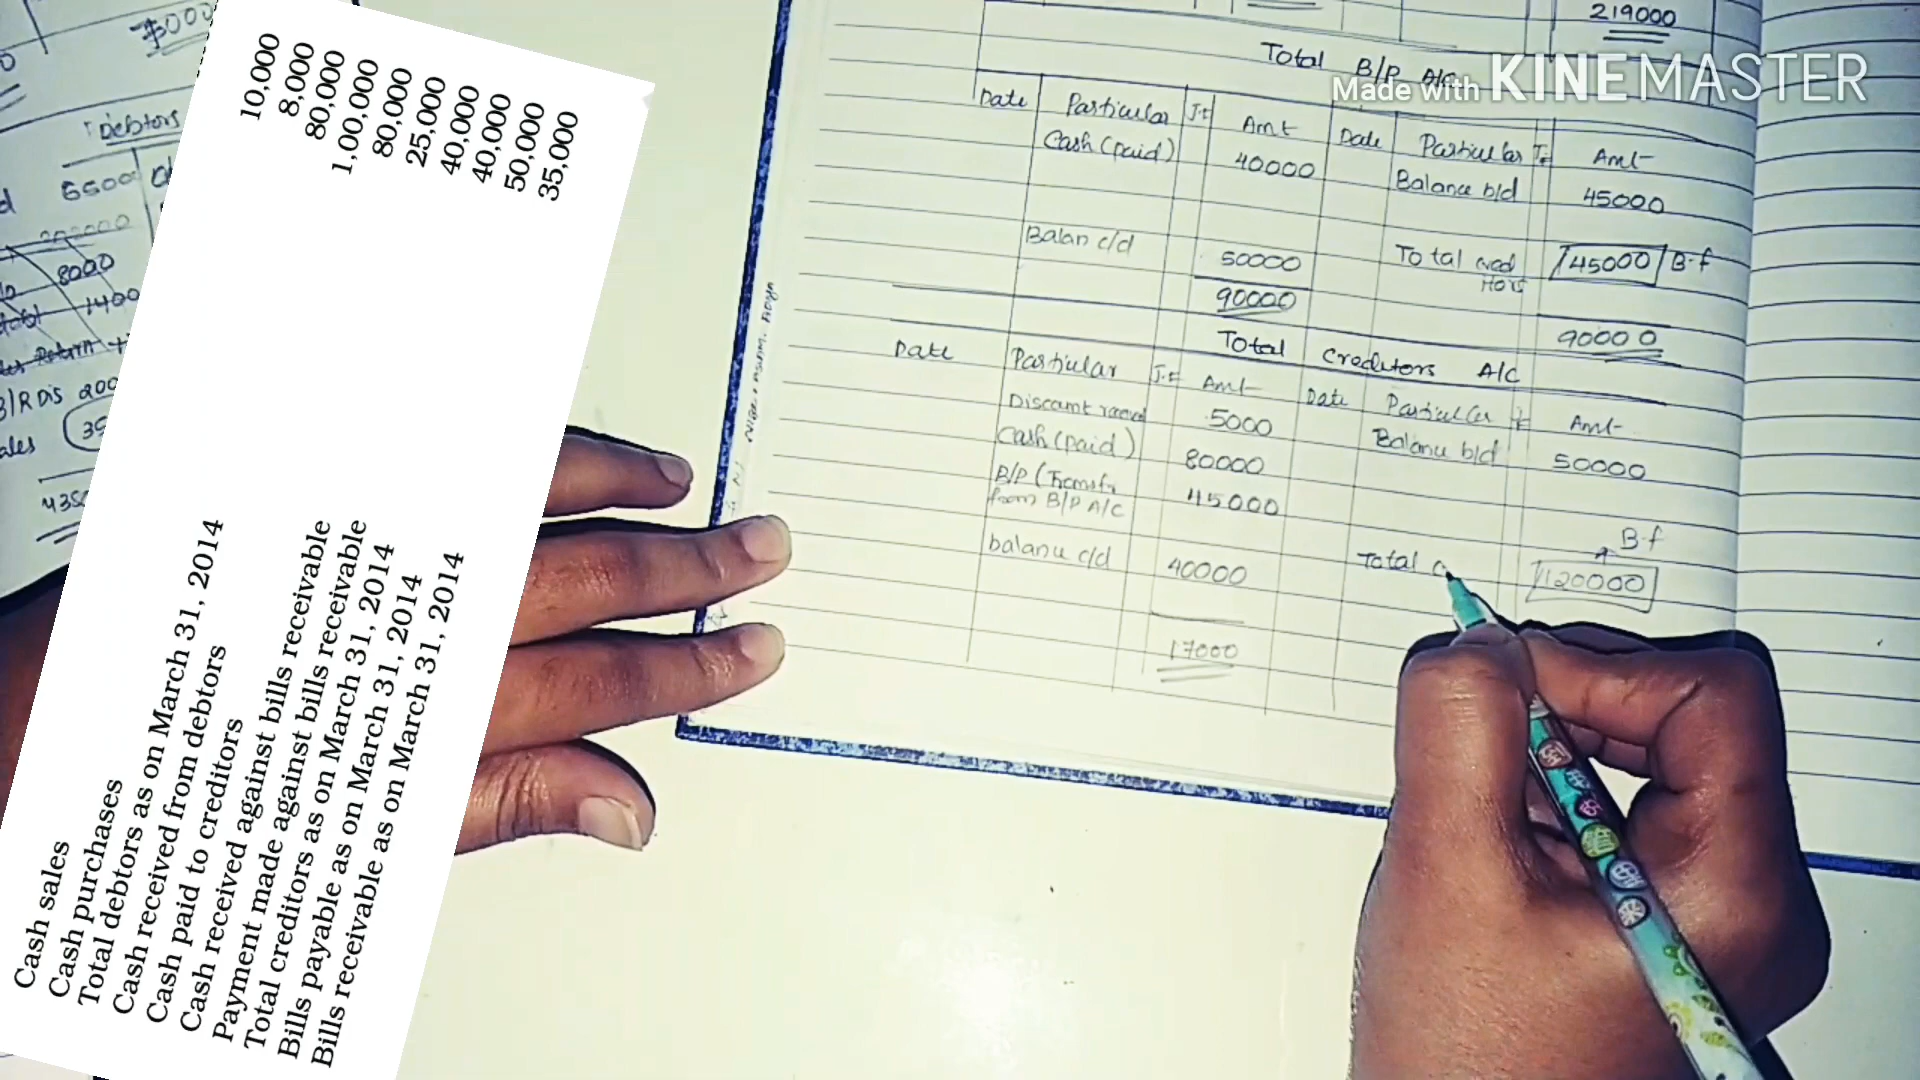 10,000
8,000
80,000
1,00,000
80,000
25,000
40,000
40,000
50,000
35,000
Cash sales
Cash purchases
Total debtors as on March 31, 2014
Cash received from debtors
Cash paid to creditors
Cash received against bills receivable
Payment made against bills receivable
Total creditors as on March 31, 2014
Bills payable as on March 31, 2014
Bills receivable as on March 31, 2014
Debtors
8000
1400
B/R Dis 200
219000
Made with KINEMASTER
Total B/P A/C
Date Particular J.f Amt Date Particular J.f Amt
Cash (paid) 40000 Balance b/d 45000
Balan c/d 50000 Total cred 45000 B.f
itors
90000 90000
Total Creditors A/C
Date Particular J.f Amt Date Particular Amt
Discount 5000 Balance b/d 50000
Cash (paid) 80000
B/P (Transfr 45000
from B/P A/C
B.f
balance c/d 40000 Total 120000
17000